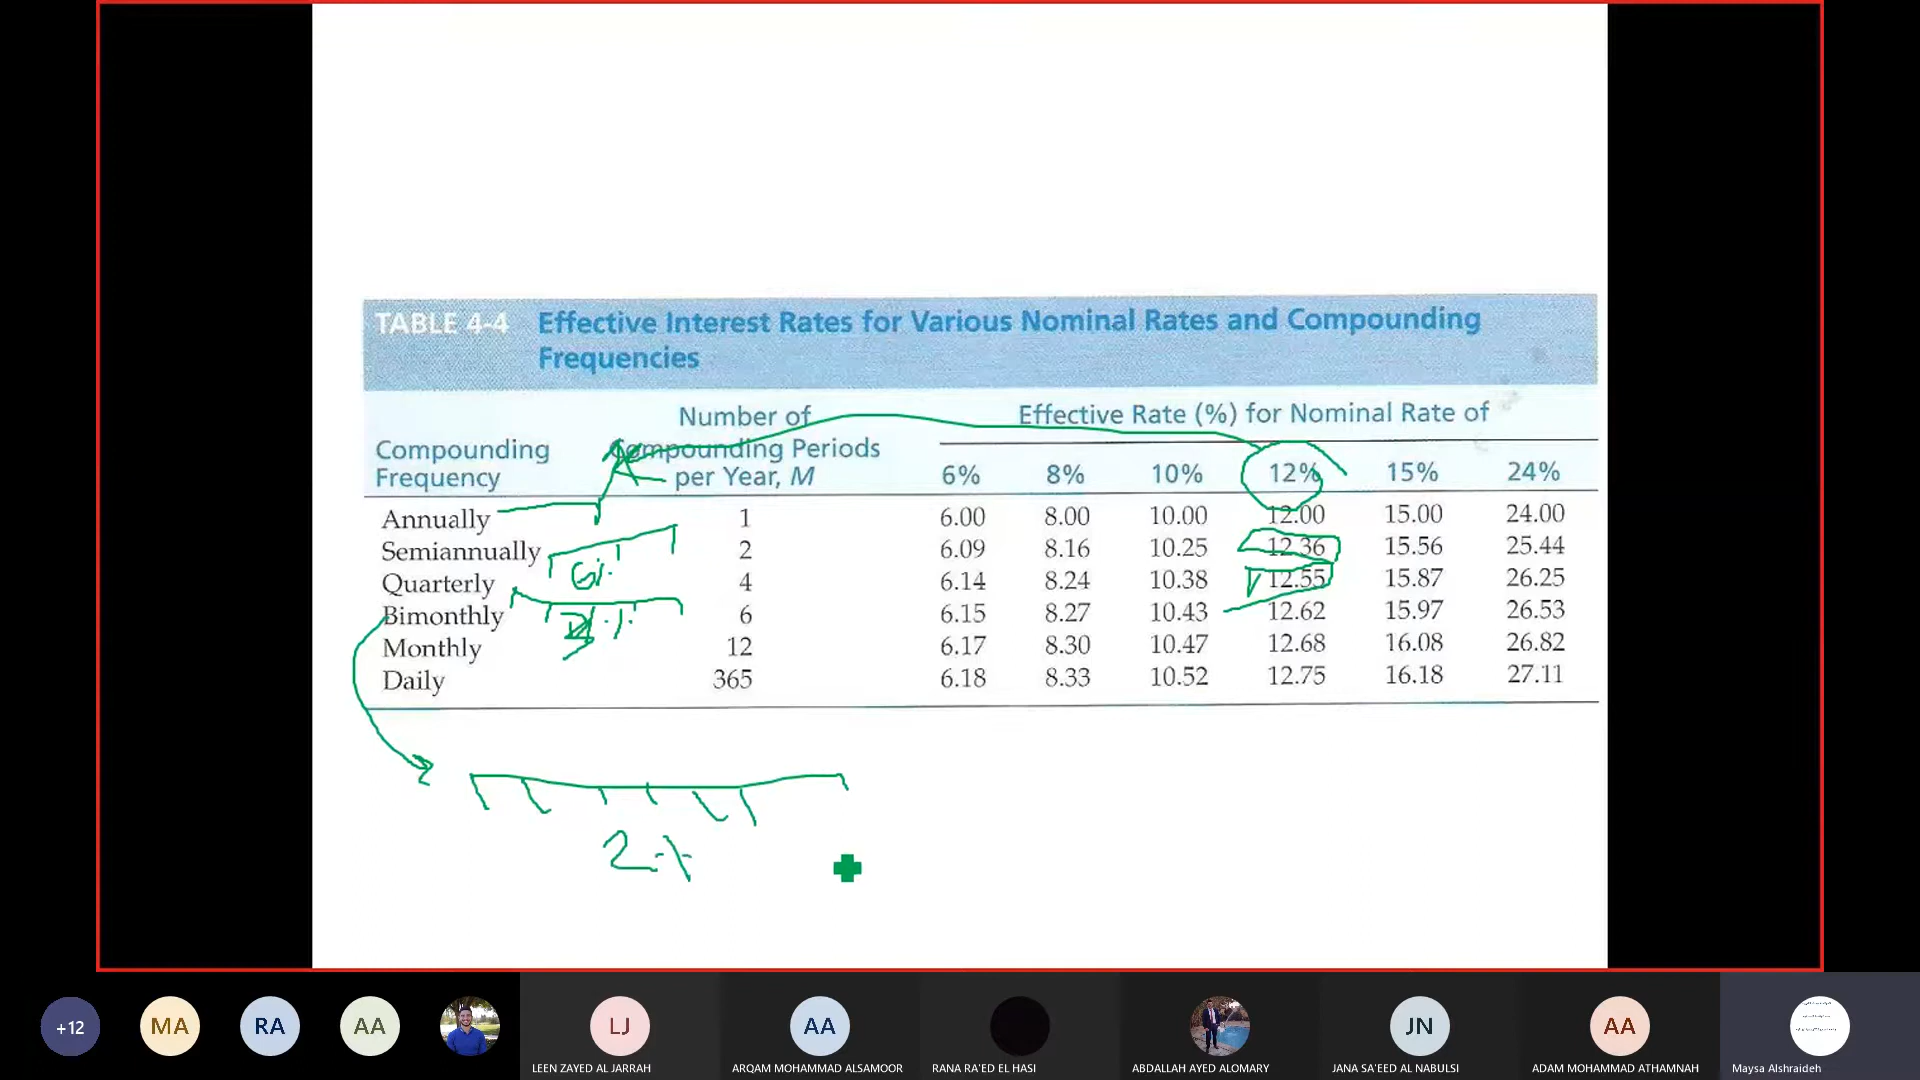 TABLE 4-4 Effective Interest Rates for Various Nominal Rates and Compounding
Frequencies
Number of Effective Rate (%) for Nominal Rate of
Compounding Compounding Periods
Frequency per Year, M 6% 8% 10% 12% 15% 24%
Annually 1 6.00 8.00 10.00 12.00 15.00 24.00
Semiannually 2 6.09 8.16 10.25 12.36 15.56 25.44
6%
Quarterly 4 6.14 8.24 10.38 12.55 15.87 26.25
Bimonthly 6 6.15 8.27 10.43 12.62 15.97 26.53
Monthly 12 6.17 8.30 10.47 12.68 16.08 26.82
Daily 365 6.18 8.33 10.52 12.75 16.18 27.11
2%
+12 MA RA AA LJ AA JN AA
LEEN ZAYED AL JARRAH ARQAM MOHAMMAD ALSAMOOR RANA RA'ED EL HASI ABDALLAH AYED ALOMARY JANA SA'EED AL NABULSI ADAM MOHAMMAD ATHAMNAH Maysa Alshraideh